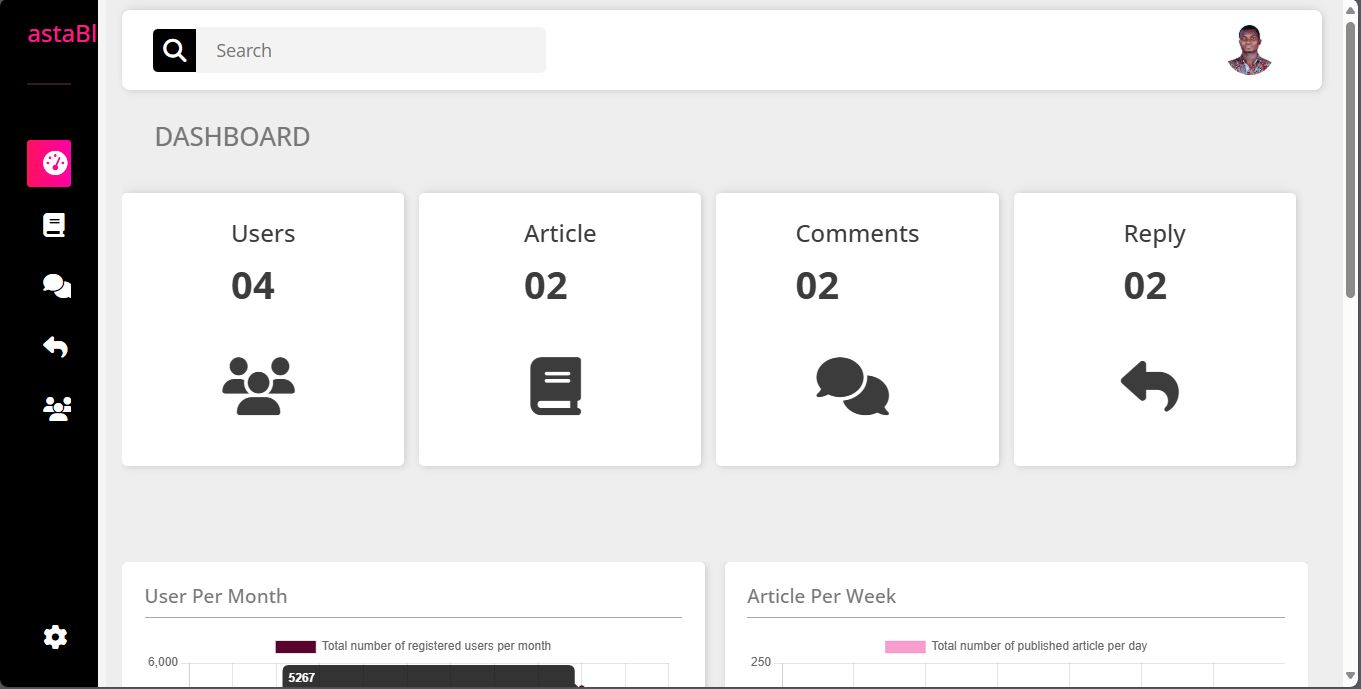 astaBl
Search
DASHBOARD
Users
04
Article
02
Comments
02
Reply
02
User Per Month
Total number of registered users per month
6,000
5267
Article Per Week
Total number of published article per day
250